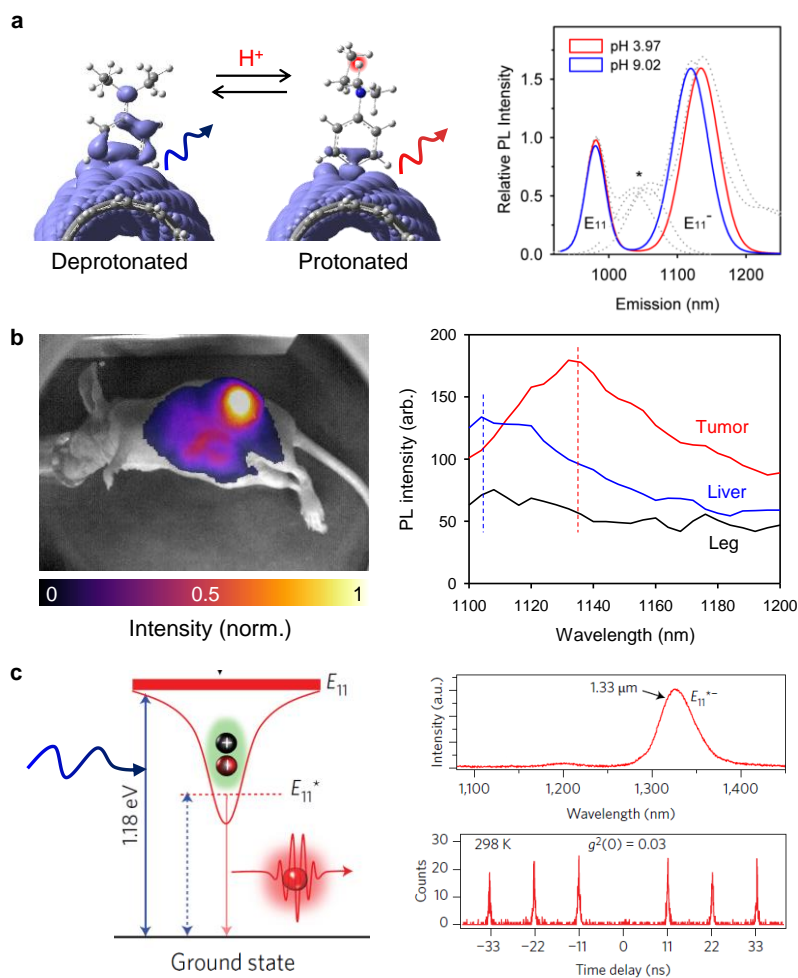 a
H+
Deprotonated
Protonated
pH 3.97
pH 9.02
Relative PL Intensity
1.5
1.0
0.5
0.0
*
E11
E11-
1000
1100
1200
Emission (nm)
b
0
0.5
1
Intensity (norm.)
PL intensity (arb.)
200
150
100
50
0
Tumor
Liver
Leg
1100
1120
1140
1160
1180
1200
Wavelength (nm)
c
E11
+
+
E11*
1.18 eV
Ground state
Intensity (a.u.)
1.33 μm
E11*−
1,100
1,200
1,300
1,400
Wavelength (nm)
298 K
g2(0) = 0.03
Counts
30
20
10
0
−33
−22
−11
0
11
22
33
Time delay (ns)